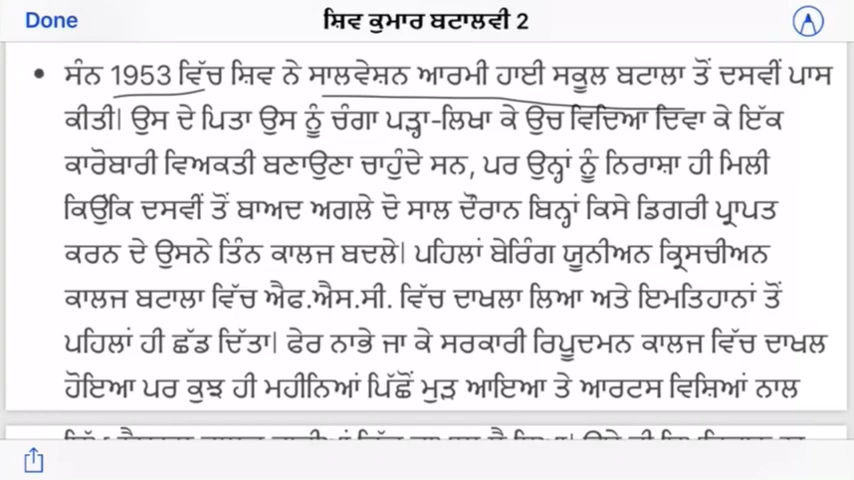 Done
ਸ਼ਿਵ ਕੁਮਾਰ ਬਟਾਲਵੀ 2
• ਸੰਨ 1953 ਵਿੱਚ ਸ਼ਿਵ ਨੇ ਸਾਲਵੇਸ਼ਨ ਆਰਮੀ ਹਾਈ ਸਕੂਲ ਬਟਾਲਾ ਤੋਂ ਦਸਵੀਂ ਪਾਸ
ਕੀਤੀ। ਉਸ ਦੇ ਪਿਤਾ ਉਸ ਨੂੰ ਚੰਗਾ ਪੜ੍ਹਾ-ਲਿਖਾ ਕੇ ਉਚ ਵਿਦਿਆ ਦਿਵਾ ਕੇ ਇੱਕ
ਕਾਰੋਬਾਰੀ ਵਿਅਕਤੀ ਬਣਾਉਣਾ ਚਾਹੁੰਦੇ ਸਨ, ਪਰ ਉਨ੍ਹਾਂ ਨੂੰ ਨਿਰਾਸ਼ਾ ਹੀ ਮਿਲੀ
ਕਿਉਂਕਿ ਦਸਵੀਂ ਤੋਂ ਬਾਅਦ ਅਗਲੇ ਦੋ ਸਾਲ ਦੌਰਾਨ ਬਿਨ੍ਹਾਂ ਕਿਸੇ ਡਿਗਰੀ ਪ੍ਰਾਪਤ
ਕਰਨ ਦੇ ਉਸਨੇ ਤਿੰਨ ਕਾਲਜ ਬਦਲੇ। ਪਹਿਲਾਂ ਬੇਰਿੰਗ ਯੂਨੀਅਨ ਕ੍ਰਿਸਚੀਅਨ
ਕਾਲਜ ਬਟਾਲਾ ਵਿੱਚ ਐਫ.ਐਸ.ਸੀ. ਵਿੱਚ ਦਾਖਲਾ ਲਿਆ ਅਤੇ ਇਮਤਿਹਾਨਾਂ ਤੋਂ
ਪਹਿਲਾਂ ਹੀ ਛੱਡ ਦਿੱਤਾ। ਫੇਰ ਨਾਭੇ ਜਾ ਕੇ ਸਰਕਾਰੀ ਰਿਪੂਦਮਨ ਕਾਲਜ ਵਿੱਚ ਦਾਖਲ
ਹੋਇਆ ਪਰ ਕੁਝ ਹੀ ਮਹੀਨਿਆਂ ਪਿੱਛੋਂ ਮੁੜ ਆਇਆ ਤੇ ਆਰਟਸ ਵਿਸ਼ਿਆਂ ਨਾਲ